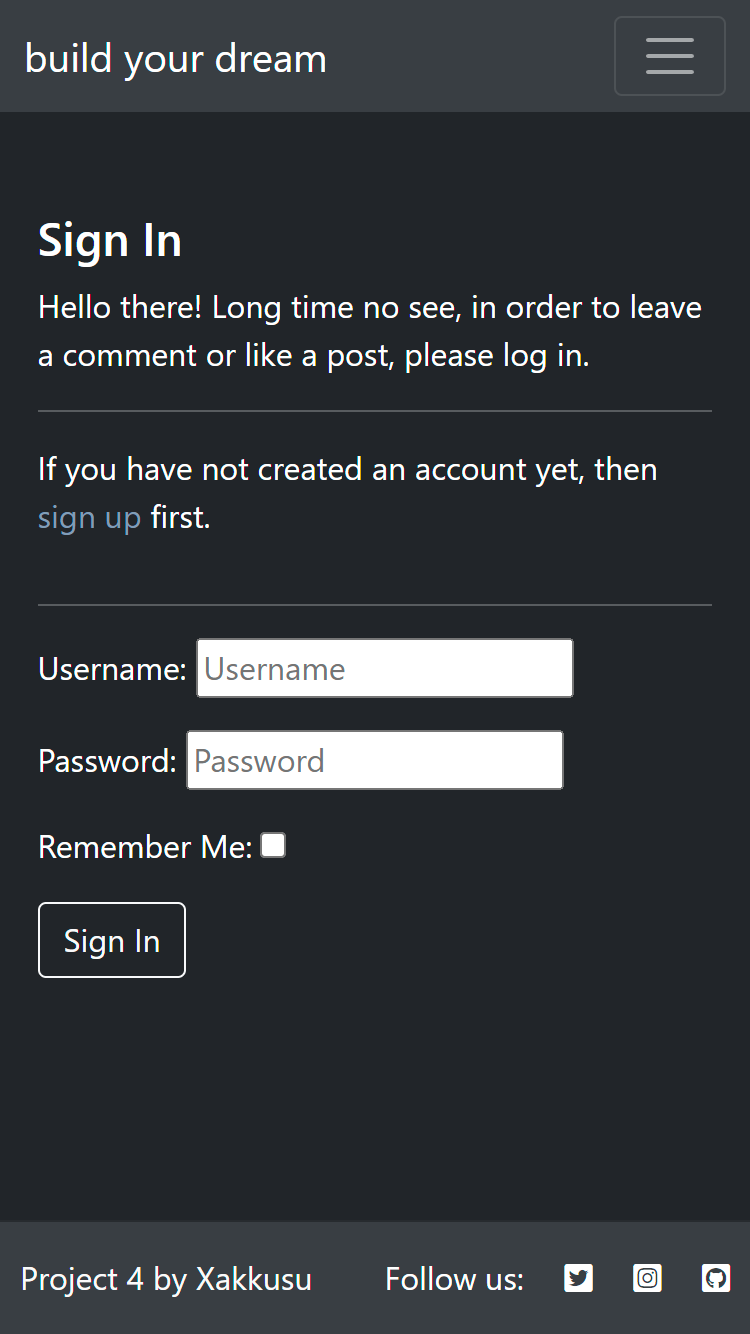 build your dream
Sign In
Hello there! Long time no see, in order to leave
a comment or like a post, please log in.
If you have not created an account yet, then
sign up first.
Username: Username
Password: Password
Remember Me:
Sign In
Project 4 by Xakkusu Follow us: